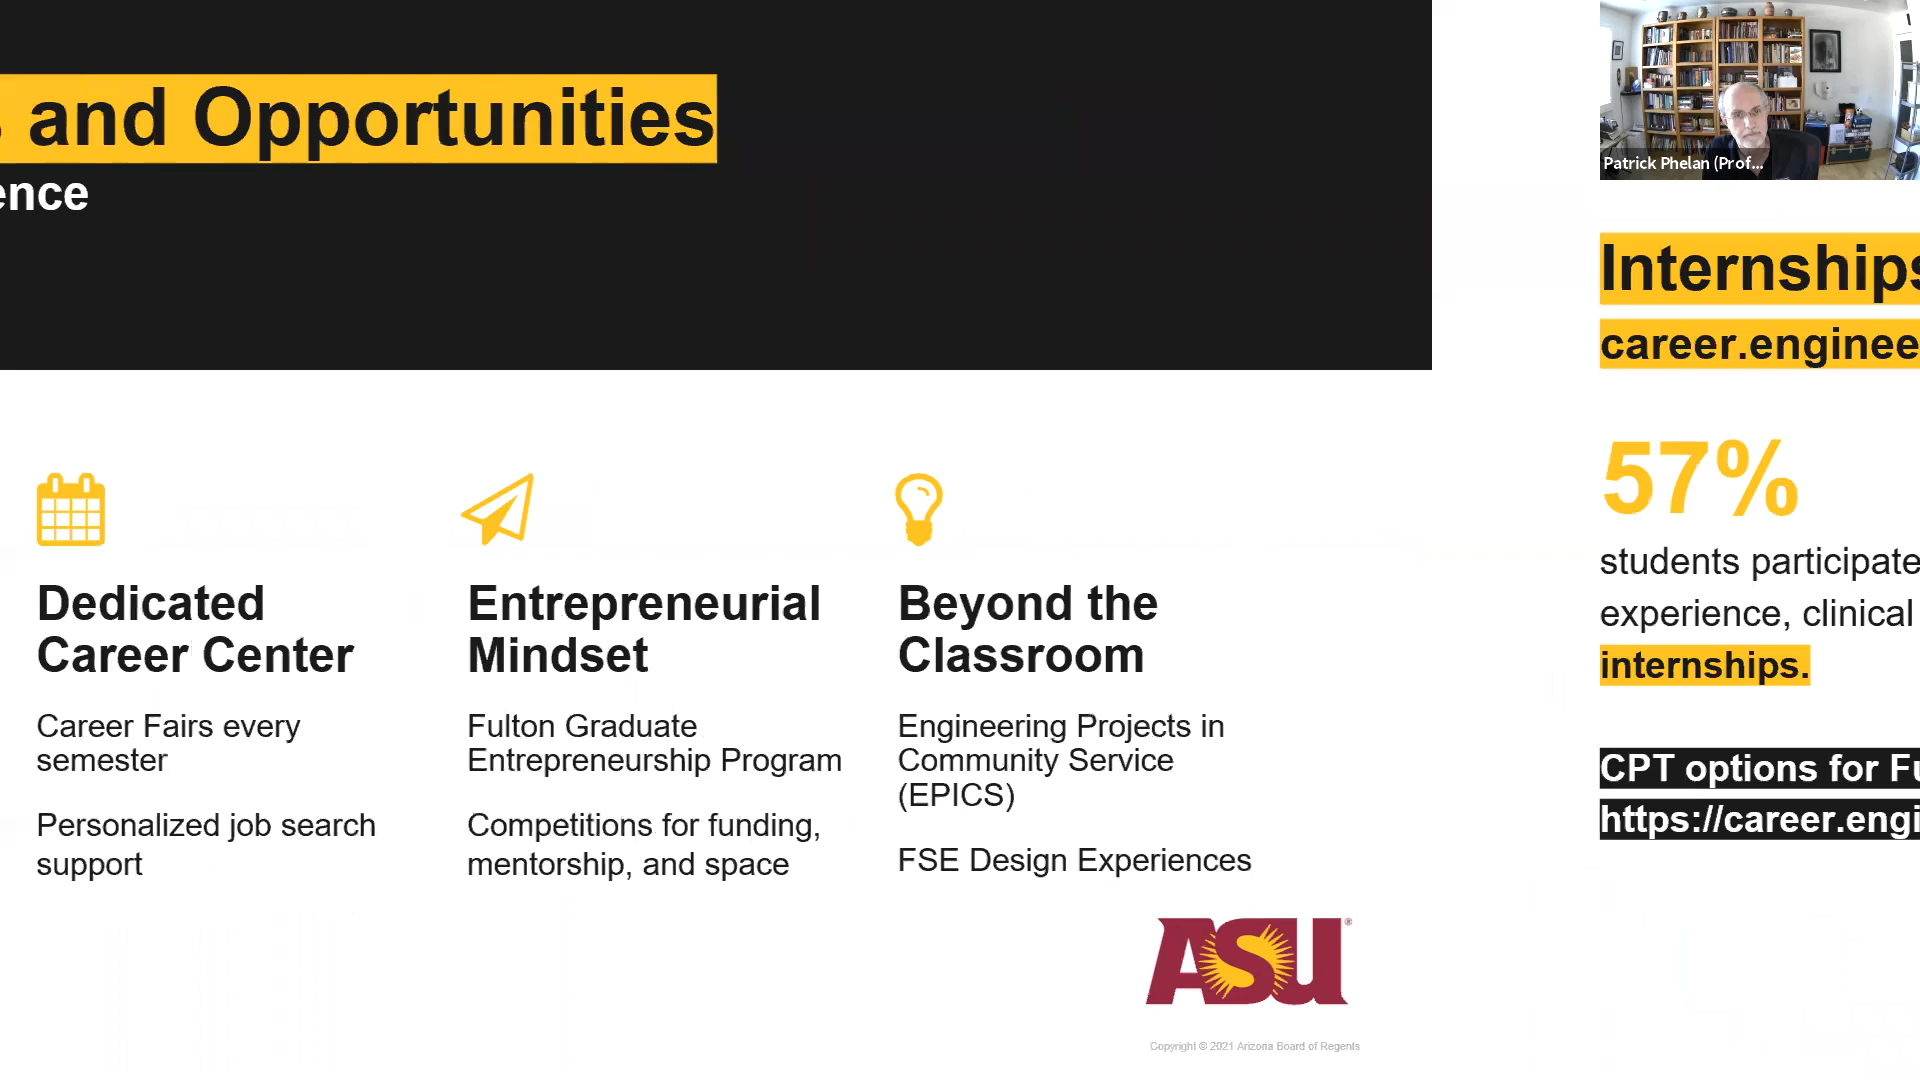 and Opportunities
ence
Dedicated
Career Center
Career Fairs every
semester
Personalized job search
support
Entrepreneurial
Mindset
Fulton Graduate
Entrepreneurship Program
Competitions for funding,
mentorship, and space
Beyond the
Classroom
Engineering Projects in
Community Service
(EPICS)
FSE Design Experiences
ASU®
Copyright © 2021 Arizona Board of Regents
Patrick Phelan (Prof...
Internships
career.enginee
57%
students participate
experience, clinical
internships.
CPT options for Fu
https://career.engi